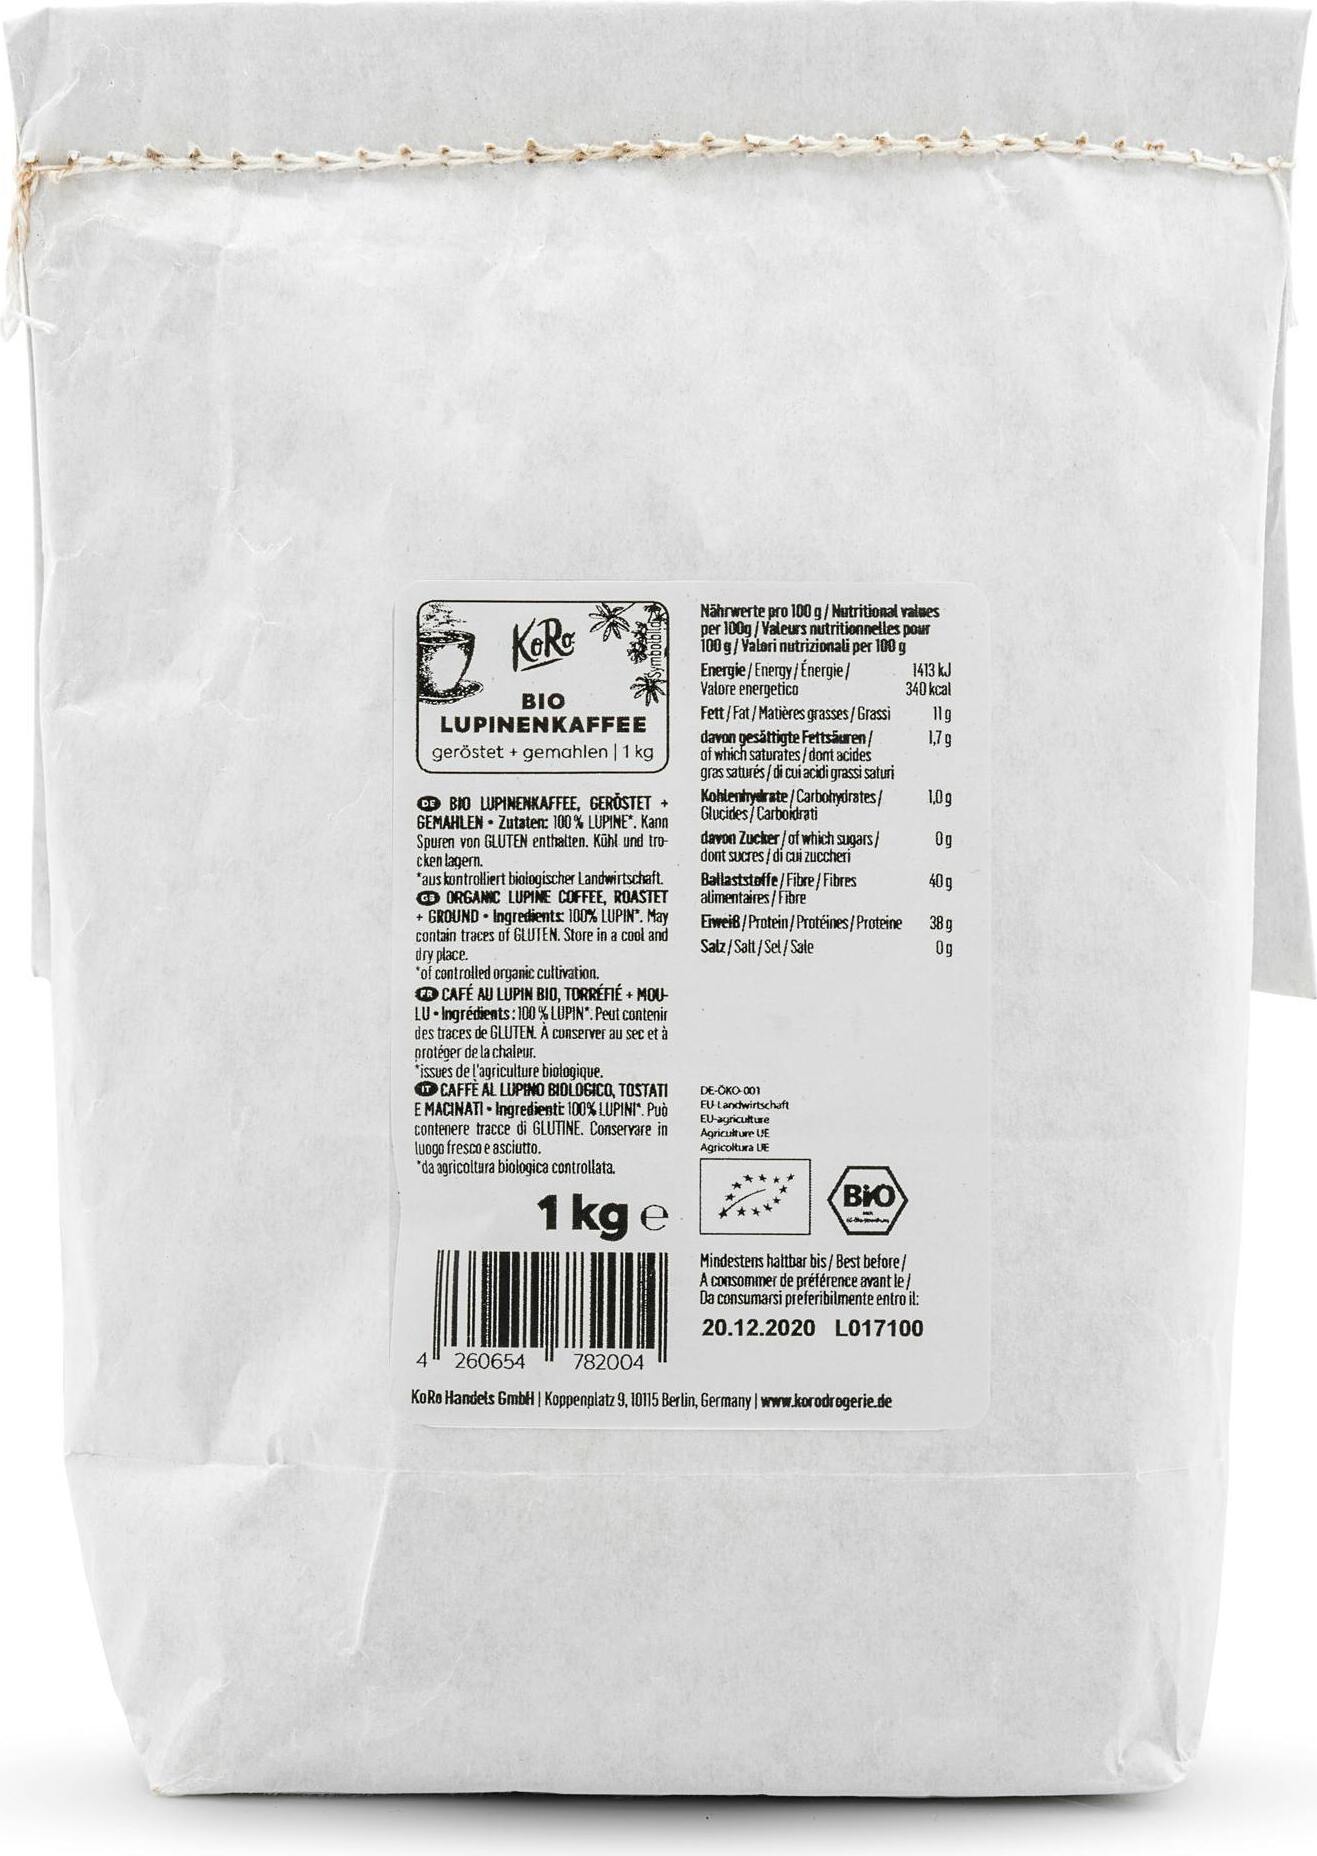 KoRo
Symbolbild
BIO
LUPINENKAFFEE
geröstet + gemahlen | 1 kg
DE BIO LUPINENKAFFEE, GERÖSTET +
GEMAHLEN • Zutaten: 100 % LUPINE*. Kann
Spuren von GLUTEN enthalten. Kühl und tro-
cken lagern.
*aus kontrolliert biologischer Landwirtschaft.
GB ORGANIC LUPINE COFFEE, ROASTET
+ GROUND • Ingredients: 100% LUPIN*. May
contain traces of GLUTEN. Store in a cool and
dry place.
*of controlled organic cultivation.
FR CAFÉ AU LUPIN BIO, TORRÉFIÉ + MOU-
LU • Ingrédients : 100 % LUPIN*. Peut contenir
des traces de GLUTEN. À conserver au sec et à
protéger de la chaleur.
*issues de l'agriculture biologique.
IT CAFFÈ AL LUPINO BIOLOGICO, TOSTATI
E MACINATI • Ingredienti: 100% LUPINI*. Può
contenere tracce di GLUTINE. Conservare in
luogo fresco e asciutto.
*da agricoltura biologica controllata.
1 kg e
4 260654 782004
Nährwerte pro 100 g / Nutritional values
per 100g / Valeurs nutritionnelles pour
100 g / Valori nutrizionali per 100 g
Energie / Energy / Énergie / 1413 kJ
Valore energetico 340 kcal
Fett / Fat / Matières grasses / Grassi 11 g
davon gesättigte Fettsäuren / 1,7 g
of which saturates / dont acides
gras saturés / di cui acidi grassi saturi
Kohlenhydrate / Carbohydrates / 1,0 g
Glucides / Carboidrati
davon Zucker / of which sugars / 0 g
dont sucres / di cui zuccheri
Ballaststoffe / Fibre / Fibres 40 g
alimentaires / Fibre
Eiweiß / Protein / Protéines / Proteine 38 g
Salz / Salt / Sel / Sale 0 g
DE-ÖKO-001
EU-Landwirtschaft
EU-agriculture
Agriculture UE
Agricoltura UE
BIO
Mindestens haltbar bis / Best before /
A consommer de préférence avant le /
Da consumarsi preferibilmente entro il:
20.12.2020 L017100
KoRo Handels GmbH | Koppenplatz 9, 10115 Berlin, Germany | www.korodrogerie.de